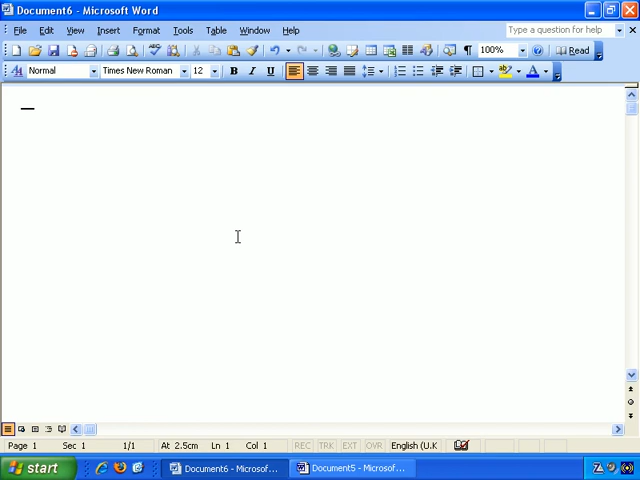 Document6 - Microsoft Word
File Edit View Insert Format Tools Table Window Help Type a question for help
100% Read
Normal Times New Roman 12 B I U
Page 1 Sec 1 1/1 At 2.5cm Ln 1 Col 1 REC TRK EXT OVR English (U.K
start Document6 - Microsof... Document5 - Microsof...